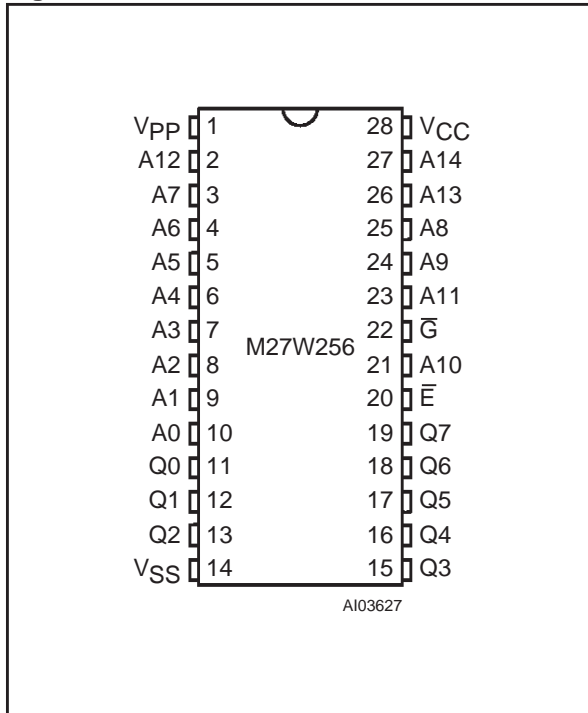 VPP 1 28 VCC
A12 2 27 A14
A7 3 26 A13
A6 4 25 A8
A5 5 24 A9
A4 6 23 A11
A3 7 22 G̅
M27W256
A2 8 21 A10
A1 9 20 E̅
A0 10 19 Q7
Q0 11 18 Q6
Q1 12 17 Q5
Q2 13 16 Q4
VSS 14 15 Q3
AI03627